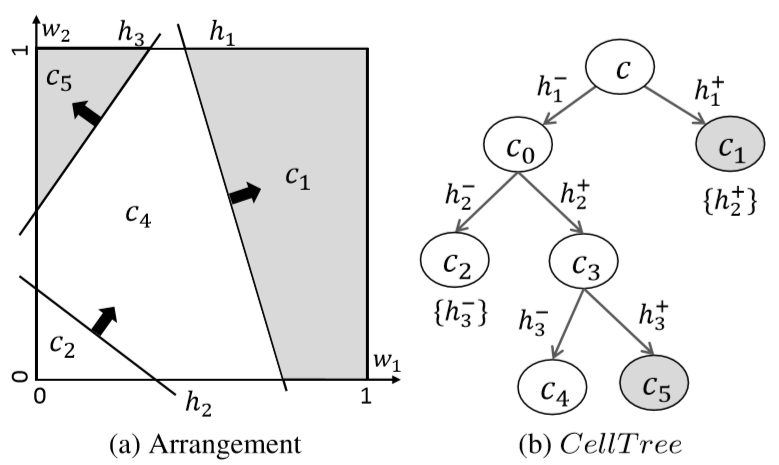 w₂ h₃ h₁
1
c₅
c₁
c₄
c₂
w₁
0
0 h₂ 1
(a) Arrangement
c
h₁⁻ h₁⁺
c₀ c₁
h₂⁻ h₂⁺ {h₂⁺}
c₂ c₃
{h₃⁻} h₃⁻ h₃⁺
c₄ c₅
(b) CellTree